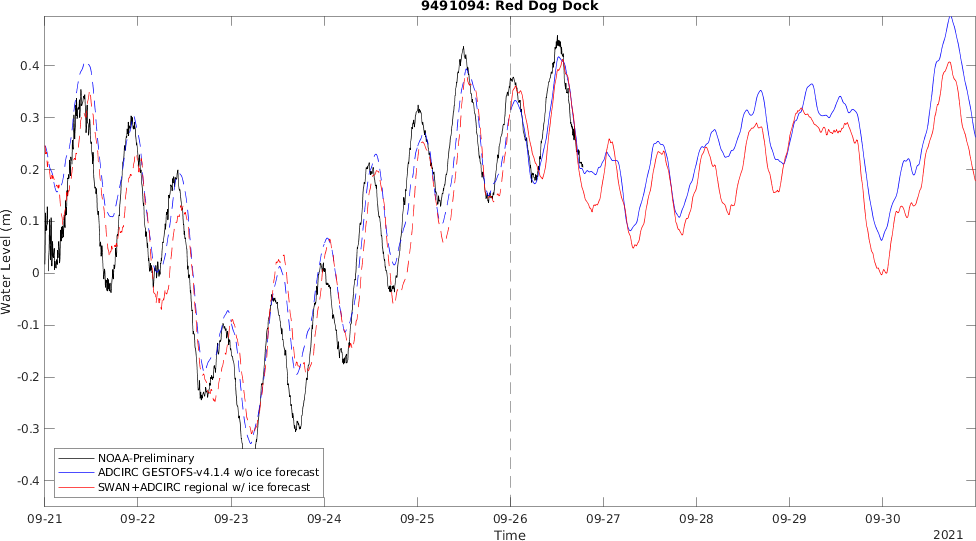 9491094: Red Dog Dock
Water Level (m)
0.4
0.3
0.2
0.1
0
-0.1
-0.2
-0.3
-0.4
NOAA-Preliminary
ADCIRC GESTOFS-v4.1.4 w/o ice forecast
SWAN+ADCIRC regional w/ ice forecast
09-21 09-22 09-23 09-24 09-25 09-26 09-27 09-28 09-29 09-30
Time
2021